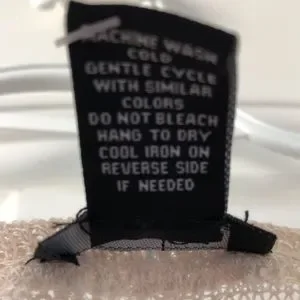 MACHINE WASH
COLD
GENTLE CYCLE
WITH SIMILAR
COLORS
DO NOT BLEACH
HANG TO DRY
COOL IRON ON
REVERSE SIDE
IF NEEDED